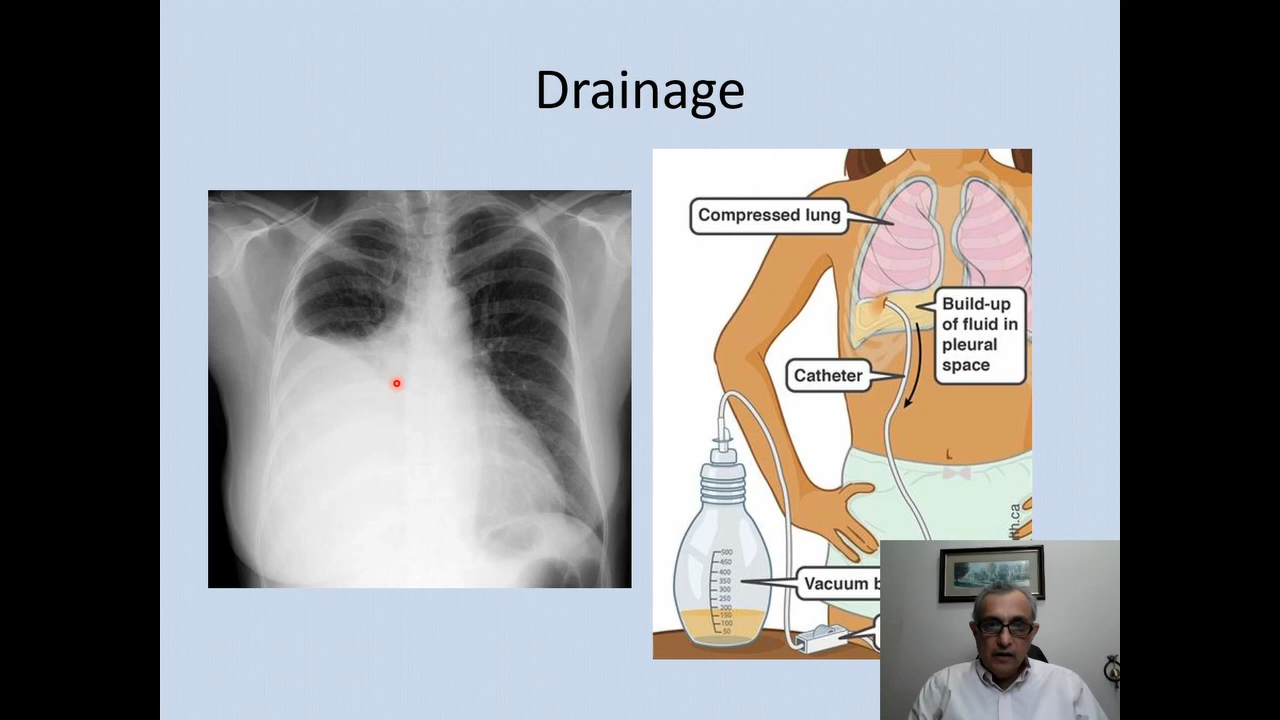 Drainage
Compressed lung
Build-up
of fluid in
pleural
space
Catheter
500
450
400
350
300
250
200
150
100
50
Vacuum